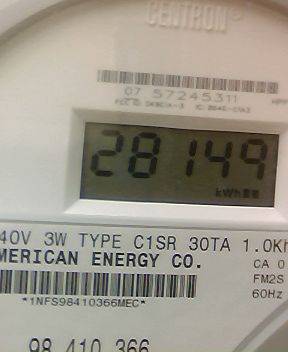 CENTRON®
07 57245311
28149
kWh
40V 3W TYPE C1SR 30TA 1.0Kh
MERICAN ENERGY CO.
CA 0
FM2S
60Hz
*1NFS98410366MEC*
98 410 366